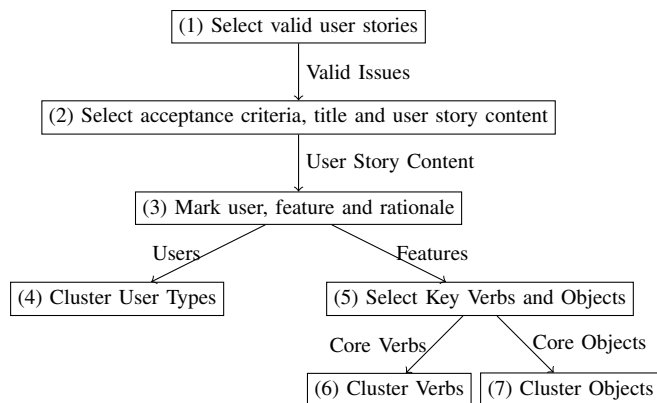 (1) Select valid user stories
Valid Issues
(2) Select acceptance criteria, title and user story content
User Story Content
(3) Mark user, feature and rationale
Users
Features
(4) Cluster User Types
(5) Select Key Verbs and Objects
Core Verbs
Core Objects
(6) Cluster Verbs
(7) Cluster Objects